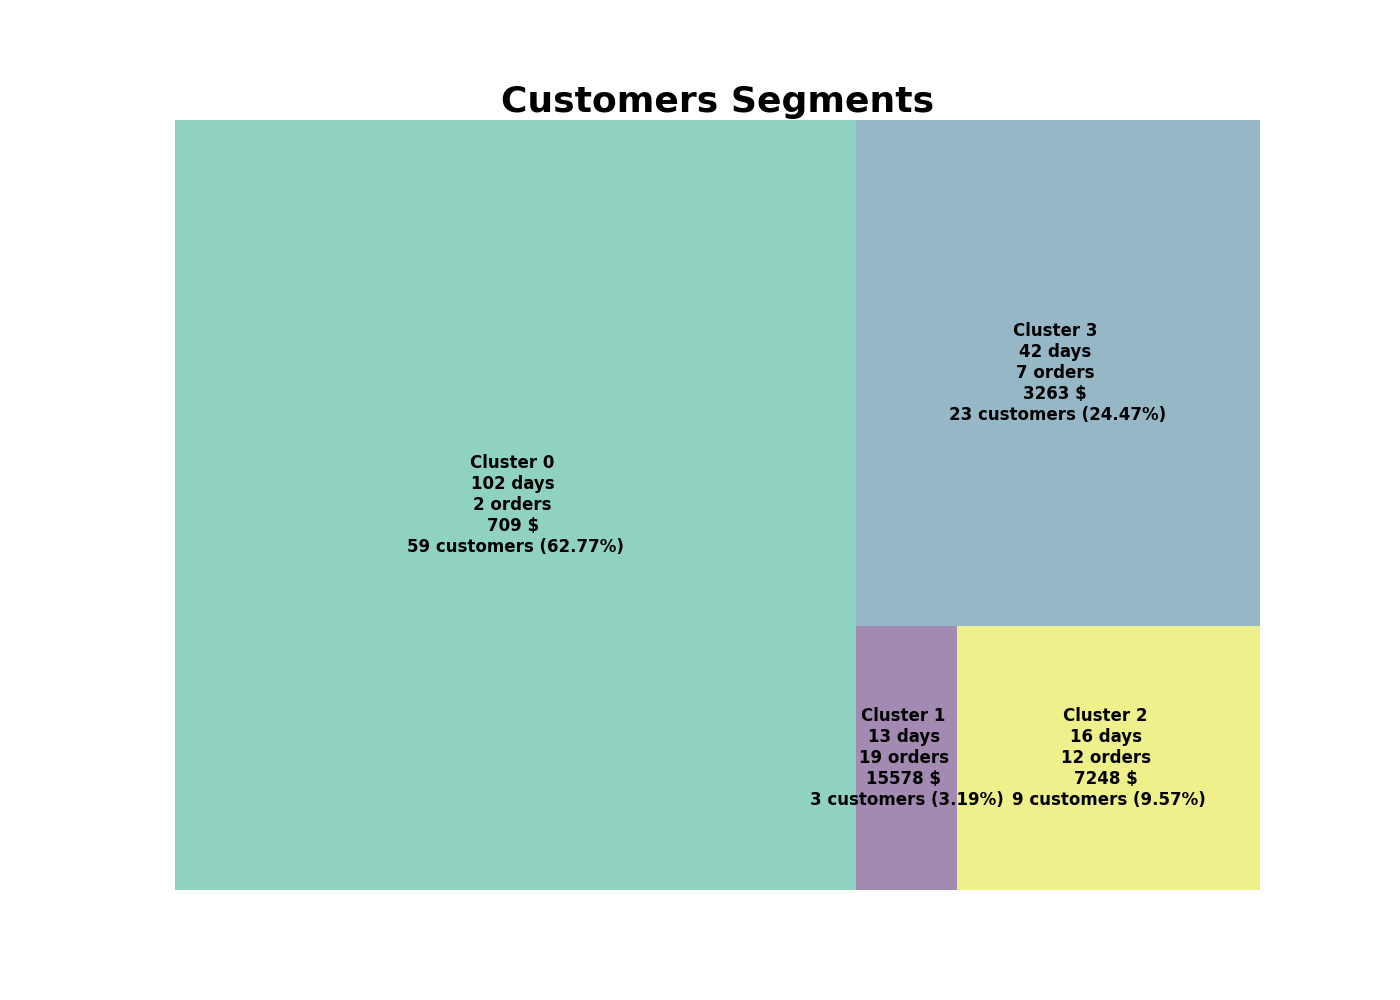 Customers Segments
Cluster 0
102 days
2 orders
709 $
59 customers (62.77%)
Cluster 3
42 days
7 orders
3263 $
23 customers (24.47%)
Cluster 1
13 days
19 orders
15578 $
3 customers (3.19%)
Cluster 2
16 days
12 orders
7248 $
9 customers (9.57%)